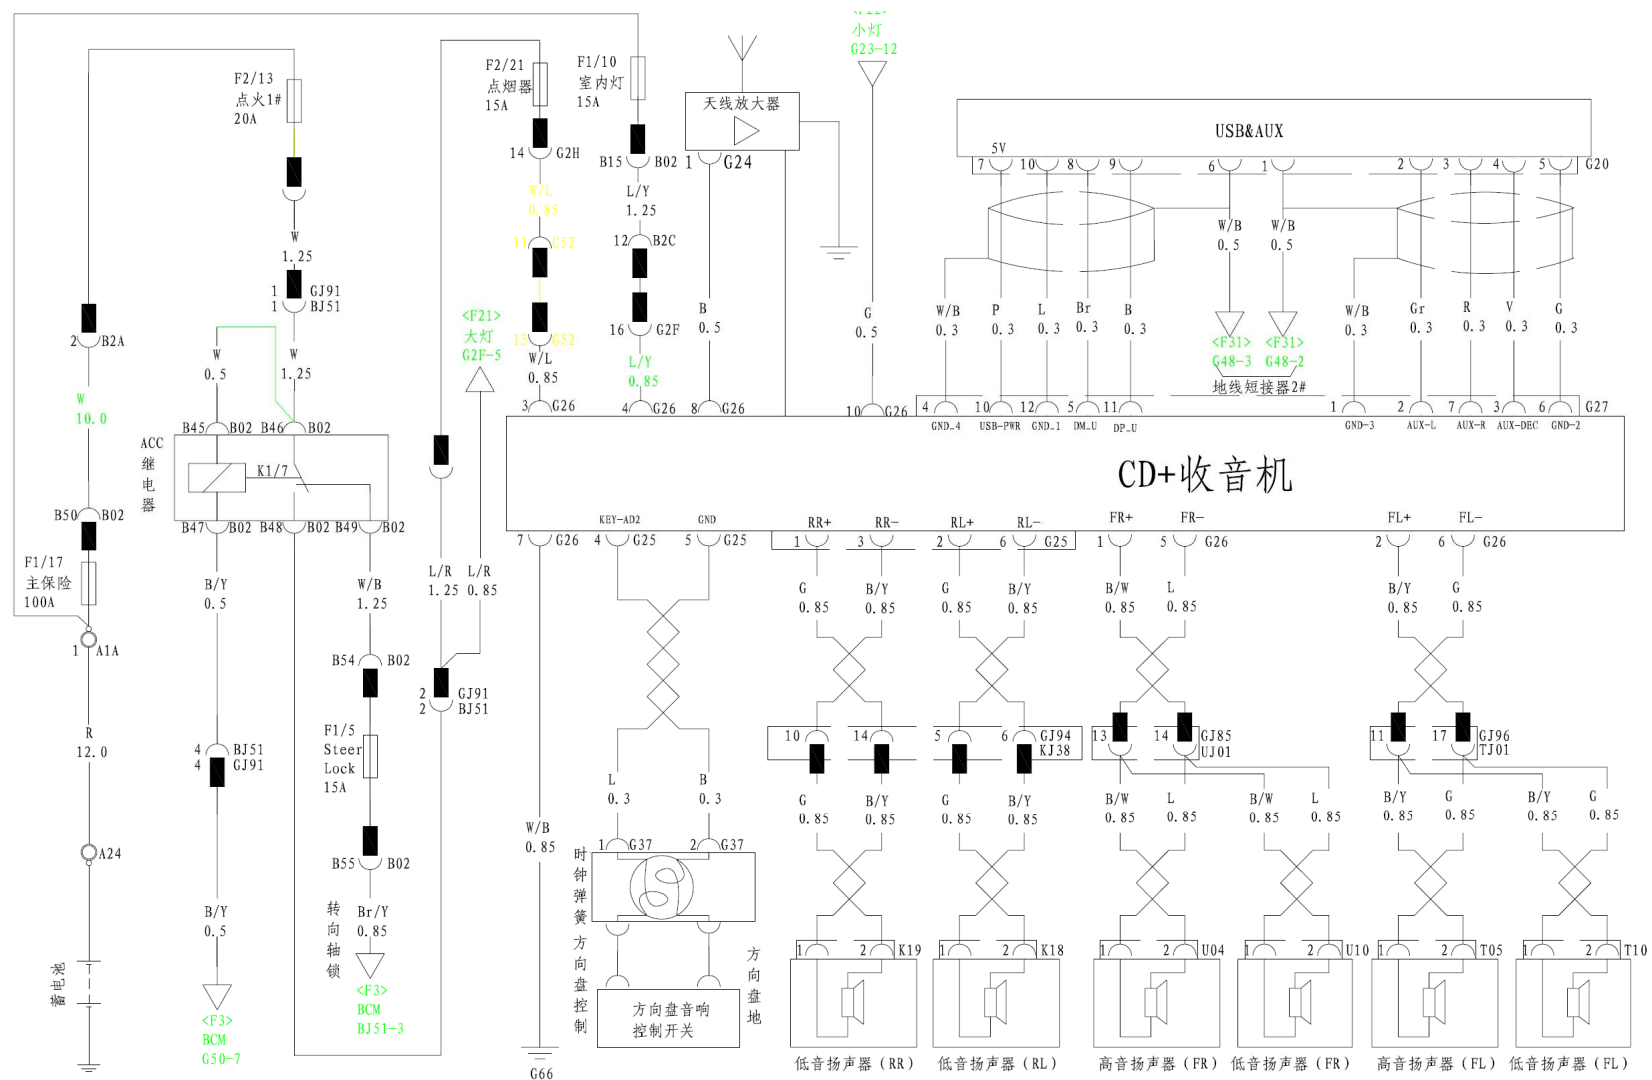 <F22>
小灯
G23-12
F2/13
点火1#
20A
F2/21
点烟器
15A
F1/10
室内灯
15A
天线放大器
USB&AUX
5V
7
10
8
9
6
1
2
3
4
5
G20
14
G2H
B15
B02
1
G24
W/L
0.85
L/Y
1.25
W
1.25
11
G52
12
B2C
W/B
0.5
W/B
0.5
1
GJ91
1
BJ51
2
B2A
B
0.5
G
0.5
W/B
0.3
P
0.3
L
0.3
Br
0.3
B
0.3
W/B
0.3
Gr
0.3
R
0.3
V
0.3
G
0.3
<F21>
大灯
G2F-5
15
G52
16
G2F
<F31>
G48-3
<F31>
G48-2
地线短接器2#
W
0.5
W
1.25
W/L
0.85
L/Y
0.85
W
10.0
3
G26
4
G26
8
G26
10
G26
4
10
12
5
11
1
2
7
3
6
G27
GND_4
USB-PWR
GND_1
DM_U
DP_U
GND-3
AUX-L
AUX-R
AUX-DEC
GND-2
B45
B02
B46
B02
ACC
继
电
器
K1/7
CD+收音机
B50
B02
B47
B02
B48
B02
B49
B02
KEY-AD2
GND
RR+
RR-
RL+
RL-
FR+
FR-
FL+
FL-
7
G26
4
G25
5
G25
1
3
2
6
G25
1
5
G26
2
6
G26
F1/17
主保险
100A
B/Y
0.5
W/B
1.25
L/R
1.25
L/R
0.85
G
0.85
B/Y
0.85
G
0.85
B/Y
0.85
B/W
0.85
L
0.85
B/Y
0.85
G
0.85
1
A1A
B54
B02
2
GJ91
2
BJ51
R
12.0
4
BJ51
4
GJ91
F1/5
Steer
Lock
15A
10
14
5
6
GJ94
KJ38
13
14
GJ85
UJ01
11
17
GJ96
TJ01
L
0.3
B
0.3
G
0.85
B/Y
0.85
G
0.85
B/Y
0.85
B/W
0.85
L
0.85
B/W
0.85
L
0.85
B/Y
0.85
G
0.85
B/Y
0.85
G
0.85
W/B
0.85
A24
B55
B02
1
G37
2
G37
时
钟
弹
簧
B/Y
0.5
转
向
轴
锁
Br/Y
0.85
方
向
盘
控
制
方
向
盘
地
1
2
K19
1
2
K18
1
2
U04
1
2
U10
1
2
T05
1
2
T10
蓄电池
<F3>
BCM
G50-7
<F3>
BCM
BJ51-3
方向盘音响
控制开关
G66
低音扬声器（RR）
低音扬声器（RL）
高音扬声器（FR）
低音扬声器（FR）
高音扬声器（FL）
低音扬声器（FL）